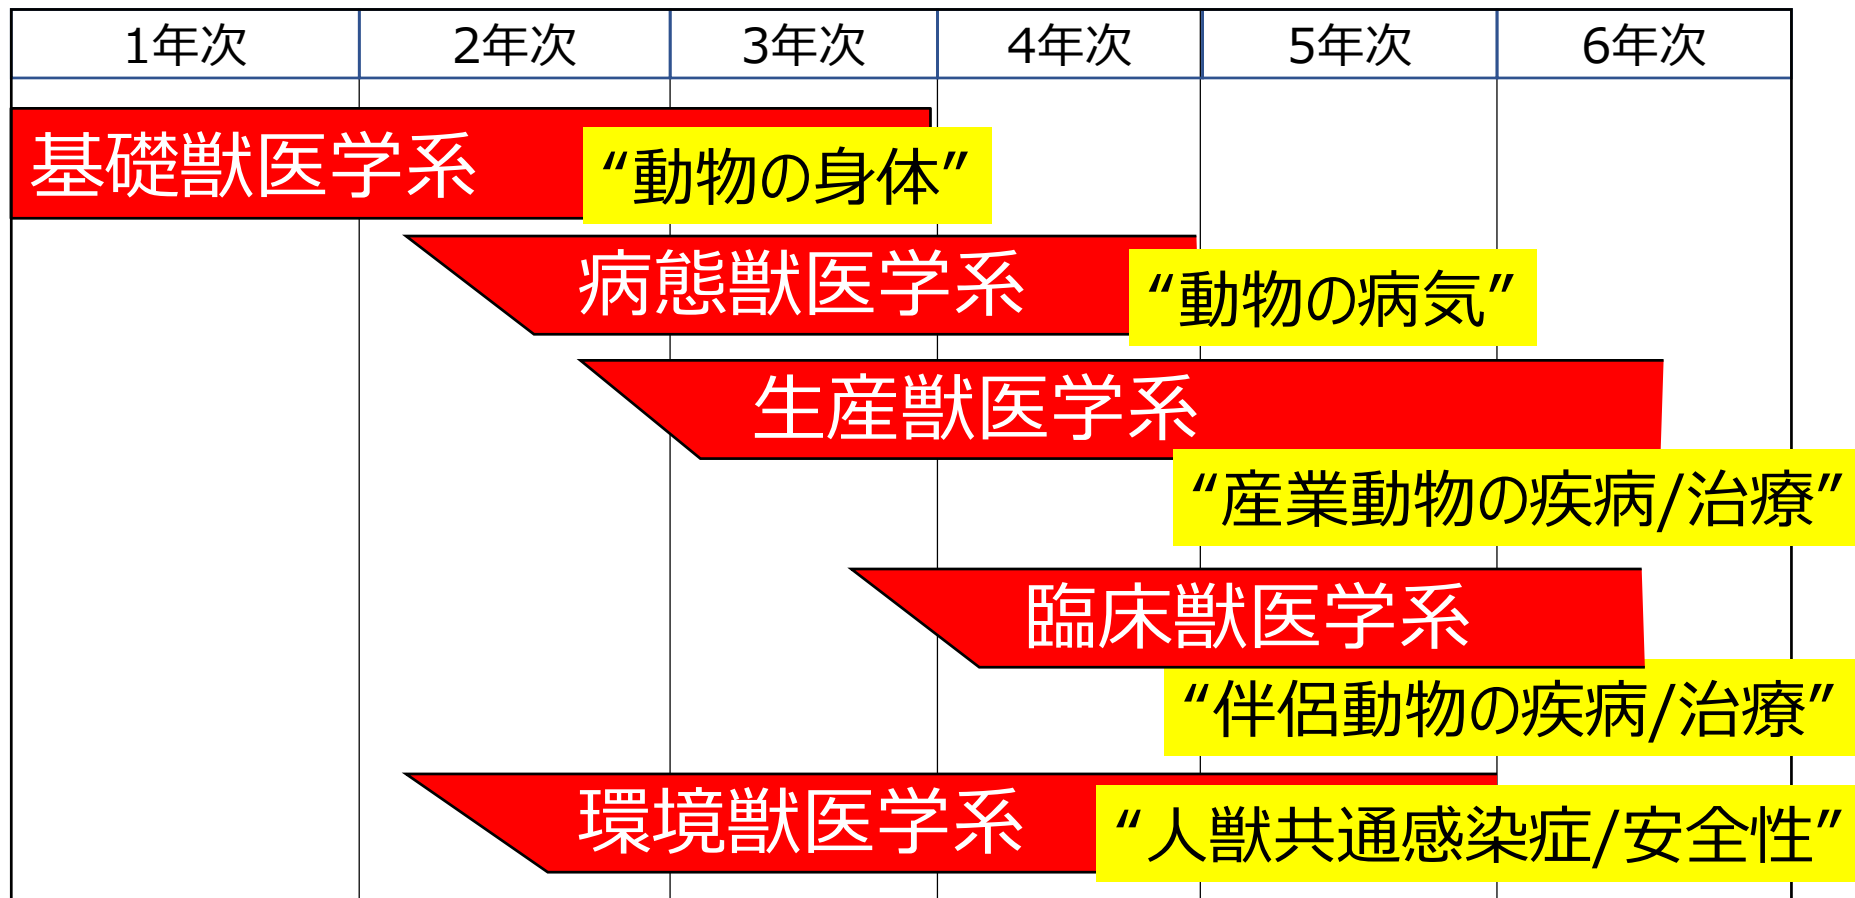 1年次 2年次 3年次 4年次 5年次 6年次
基礎獣医学系
“動物の身体”
病態獣医学系
“動物の病気”
生産獣医学系
“産業動物の疾病/治療”
臨床獣医学系
“伴侶動物の疾病/治療”
環境獣医学系
“人獣共通感染症/安全性”